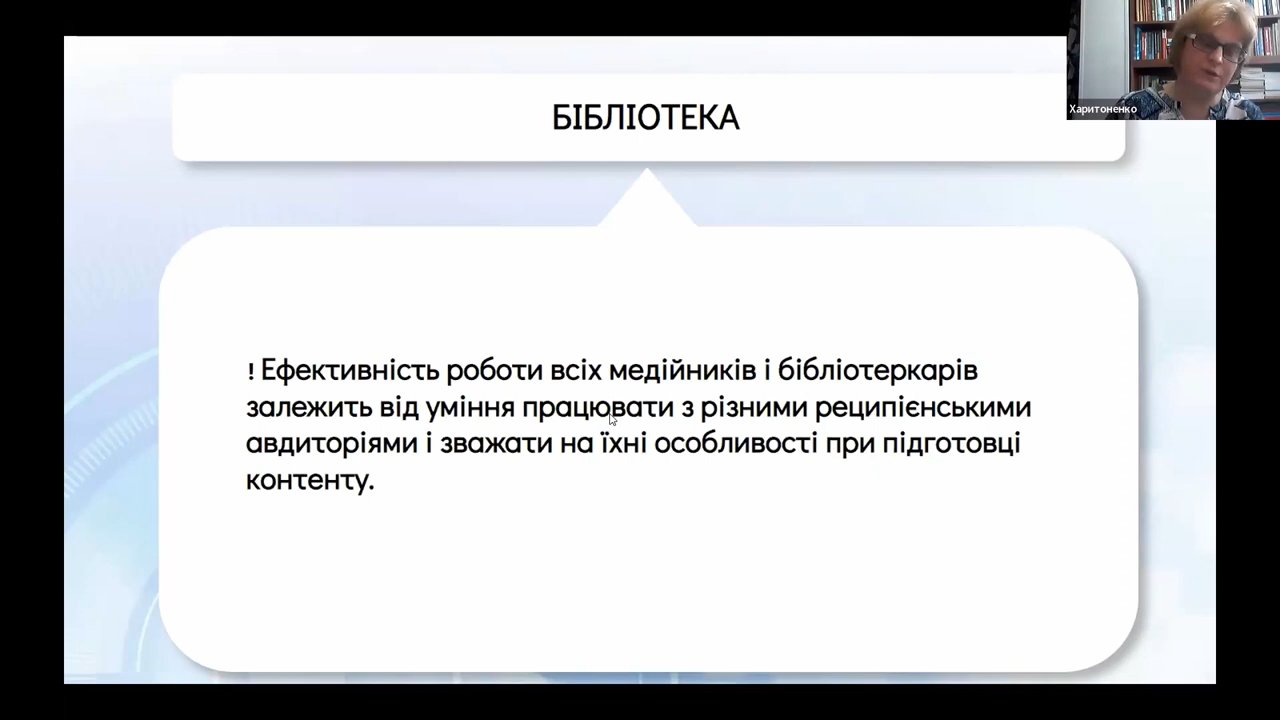 БІБЛІОТЕКА
Харитоненко
! Ефективність роботи всіх медійників і бібліотеркарів
залежить від уміння працювати з різними реципієнськими
авдиторіями і зважати на їхні особливості при підготовці
контенту.